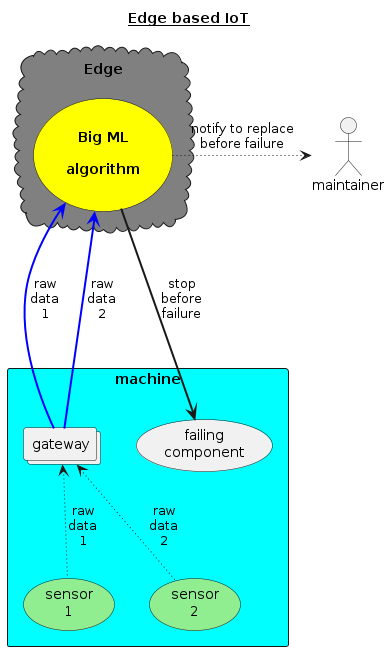 Edge based IoT
Edge
Big ML
algorithm
notify to replace
before failure
maintainer
raw
data
1
raw
data
2
stop
before
failure
machine
gateway
failing
component
raw
data
1
raw
data
2
sensor
1
sensor
2